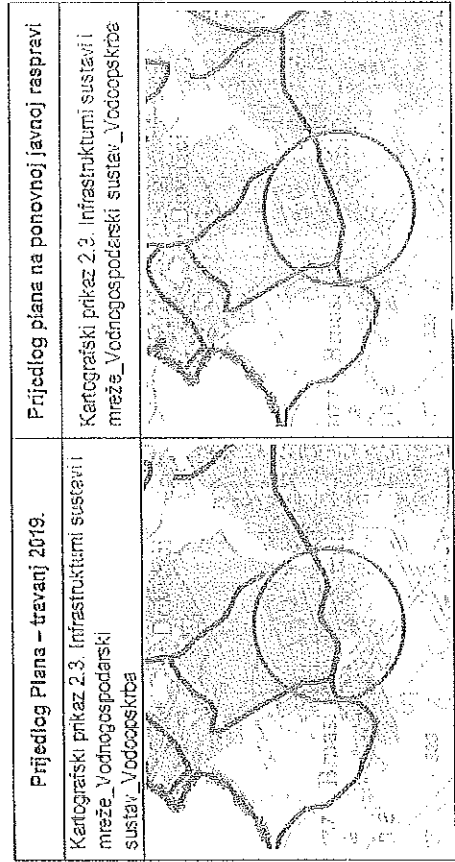 Prijedlog Plana – travanj 2019.
Kartografski prikaz 2.3. Infrastrukturni sustavi i
mreže_Vodnogospodarski
sustav_Vodoopskrba
Prijedlog plana na ponovnoj javnoj raspravi
Kartografski prikaz 2.3. Infrastrukturni sustavi i
mreže_Vodnogospodarski sustav_Vodoopskrba